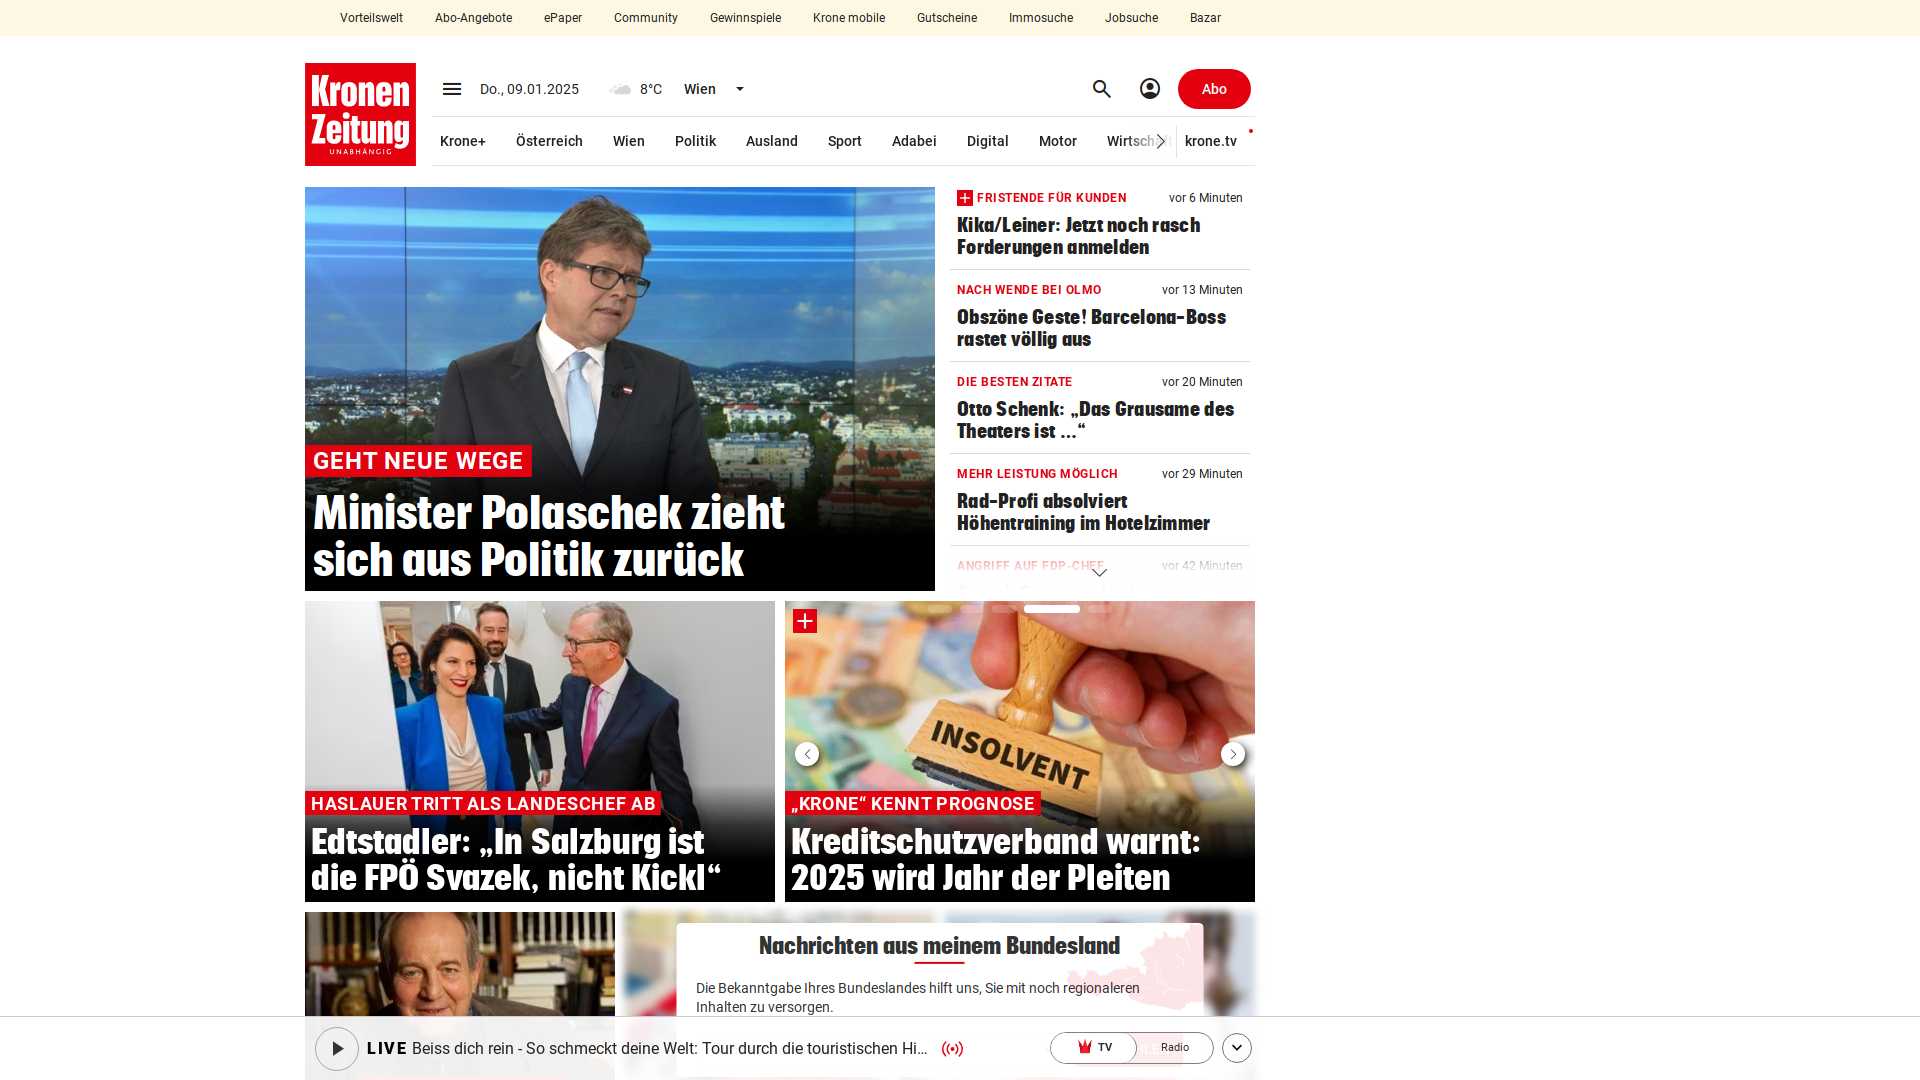 Vorteilswelt
Abo-Angebote
ePaper
Community
Gewinnspiele
Krone mobile
Gutscheine
Immosuche
Jobsuche
Bazar
Kronen
Zeitung
UNABHÄNGIG
Do., 09.01.2025
8°C
Wien
Abo
Krone+
Österreich
Wien
Politik
Ausland
Sport
Adabei
Digital
Motor
Wirtschaft
krone.tv
GEHT NEUE WEGE
Minister Polaschek zieht
sich aus Politik zurück
FRISTENDE FÜR KUNDEN
vor 6 Minuten
Kika/Leiner: Jetzt noch rasch
Forderungen anmelden
NACH WENDE BEI OLMO
vor 13 Minuten
Obszöne Geste! Barcelona-Boss
rastet völlig aus
DIE BESTEN ZITATE
vor 20 Minuten
Otto Schenk: „Das Grausame des
Theaters ist ...“
MEHR LEISTUNG MÖGLICH
vor 29 Minuten
Rad-Profi absolviert
Höhentraining im Hotelzimmer
ANGRIFF AUF FDP-CHEF
vor 42 Minuten
HASLAUER TRITT ALS LANDESCHEF AB
Edtstadler: „In Salzburg ist
die FPÖ Svazek, nicht Kickl“
INSOLVENT
„KRONE“ KENNT PROGNOSE
Kreditschutzverband warnt:
2025 wird Jahr der Pleiten
Nachrichten aus meinem Bundesland
Die Bekanntgabe Ihres Bundeslandes hilft uns, Sie mit noch regionaleren
Inhalten zu versorgen.
LIVE Beiss dich rein - So schmeckt deine Welt: Tour durch die touristischen Hi...
TV
Radio